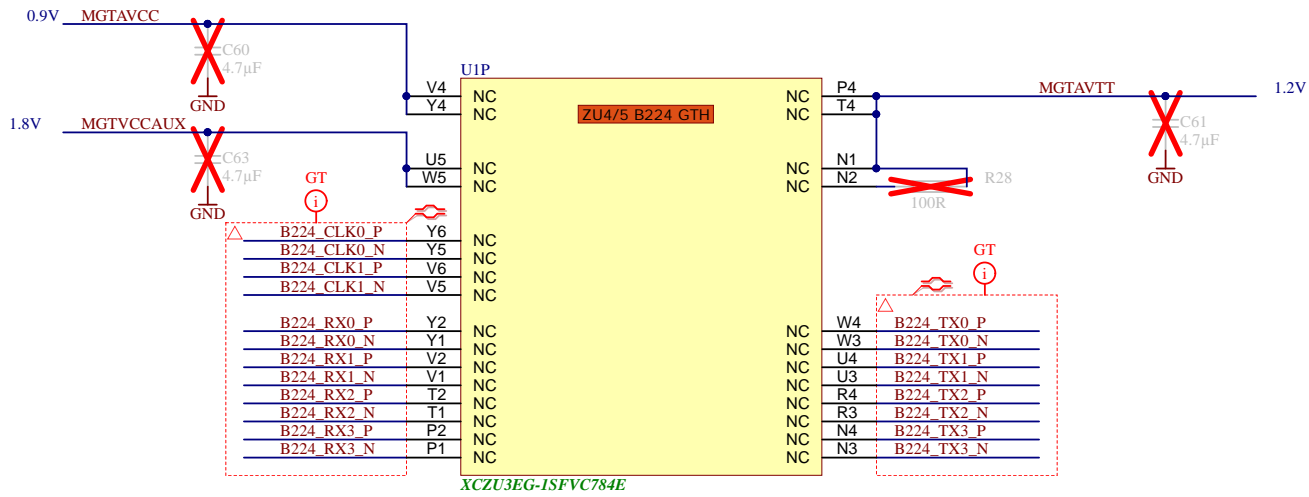 0.9V MGTAVCC
C60
4.7µF
GND
1.8V MGTVCCAUX
C63
4.7µF
GND
U1P
ZU4/5 B224 GTH
V4 NC
Y4 NC
U5 NC
W5 NC
NC P4 MGTAVTT 1.2V
NC T4
C61
4.7µF
GND
NC N1
NC N2 R28
100R
GT
i
B224_CLK0_P Y6 NC
B224_CLK0_N Y5 NC
B224_CLK1_P V6 NC
B224_CLK1_N V5 NC
B224_RX0_P Y2 NC
B224_RX0_N Y1 NC
B224_RX1_P V2 NC
B224_RX1_N V1 NC
B224_RX2_P T2 NC
B224_RX2_N T1 NC
B224_RX3_P P2 NC
B224_RX3_N P1 NC
GT
i
NC W4 B224_TX0_P
NC W3 B224_TX0_N
NC U4 B224_TX1_P
NC U3 B224_TX1_N
NC R4 B224_TX2_P
NC R3 B224_TX2_N
NC N4 B224_TX3_P
NC N3 B224_TX3_N
XCZU3EG-1SFVC784E